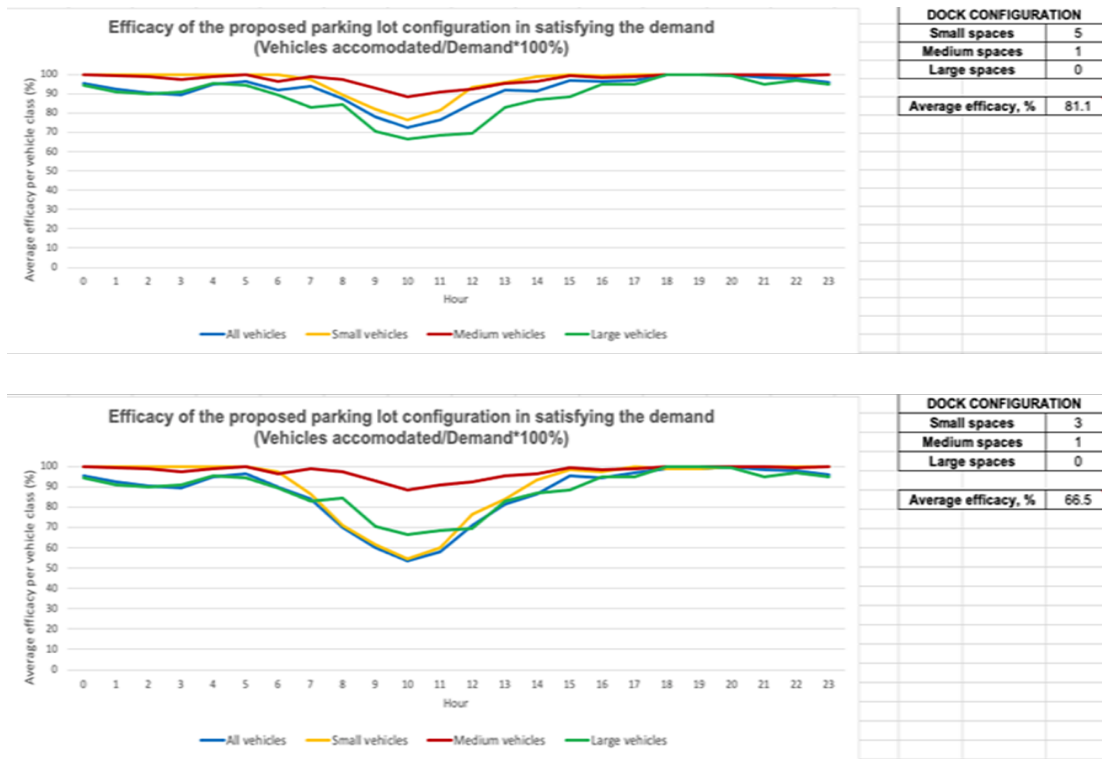 Efficacy of the proposed parking lot configuration in satisfying the demand
(Vehicles accomodated/Demand*100%)
Average efficacy per vehicle class (%)
100
90
80
70
60
50
40
30
20
10
0
0 1 2 3 4 5 6 7 8 9 10 11 12 13 14 15 16 17 18 19 20 21 22 23
Hour
All vehicles Small vehicles Medium vehicles Large vehicles
DOCK CONFIGURATION
Small spaces 5
Medium spaces 1
Large spaces 0
Average efficacy, % 81.1
Efficacy of the proposed parking lot configuration in satisfying the demand
(Vehicles accomodated/Demand*100%)
Average efficacy per vehicle class (%)
100
90
80
70
60
50
40
30
20
10
0
0 1 2 3 4 5 6 7 8 9 10 11 12 13 14 15 16 17 18 19 20 21 22 23
Hour
All vehicles Small vehicles Medium vehicles Large vehicles
DOCK CONFIGURATION
Small spaces 3
Medium spaces 1
Large spaces 0
Average efficacy, % 66.5